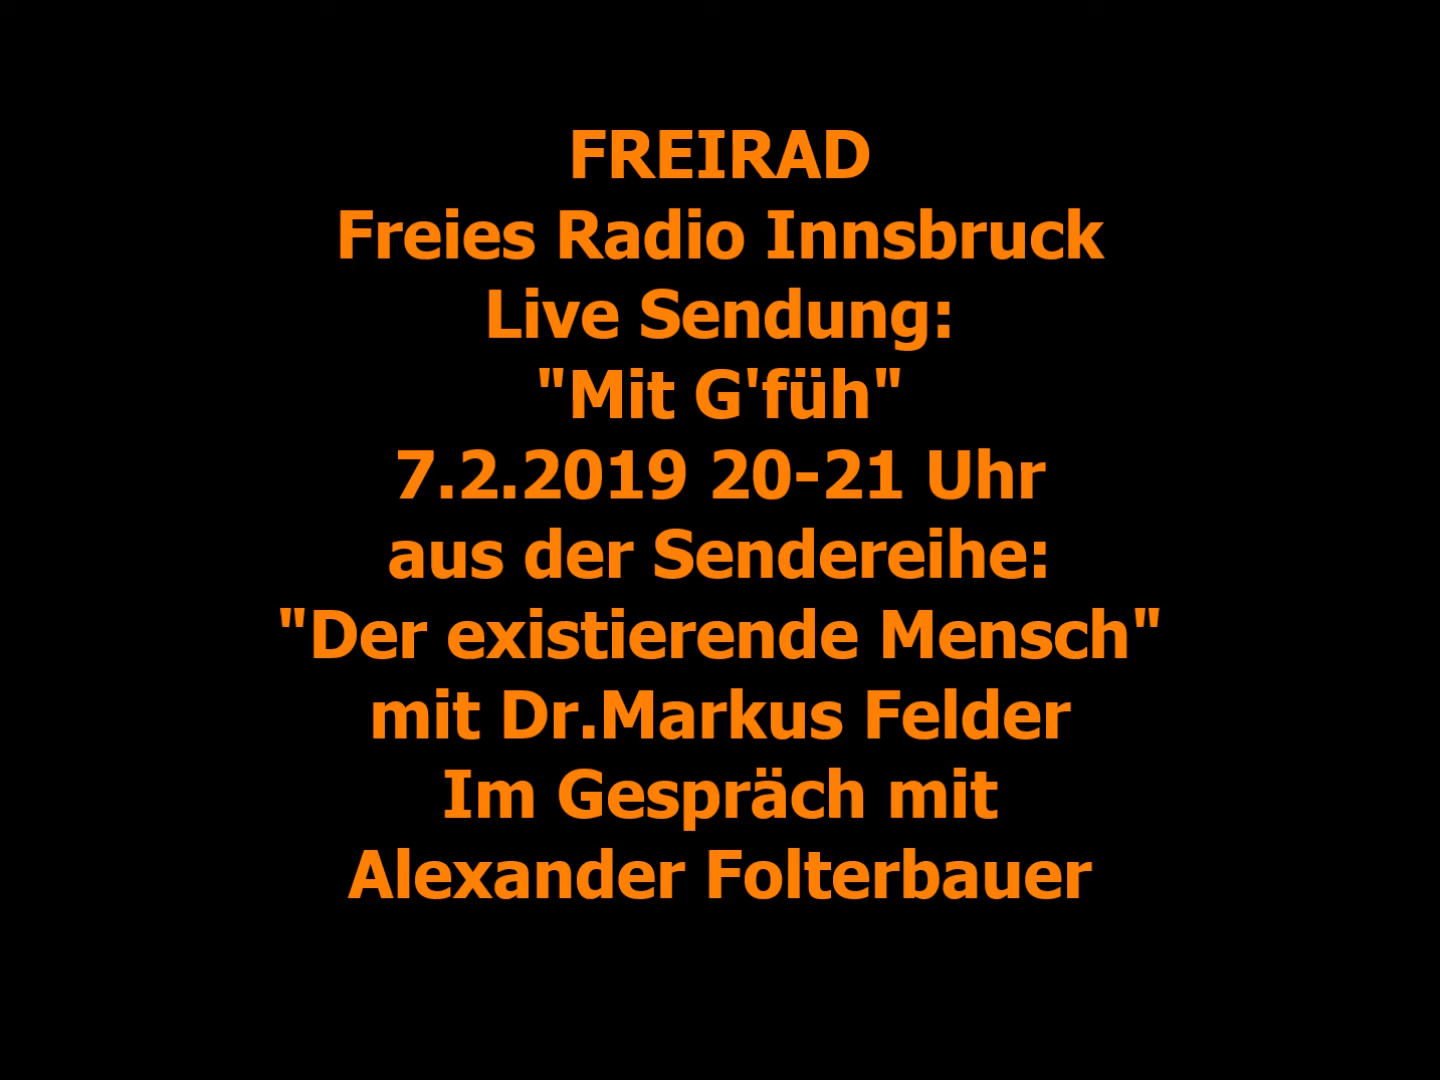 FREIRAD
Freies Radio Innsbruck
Live Sendung:
"Mit G'füh"
7.2.2019 20-21 Uhr
aus der Sendereihe:
"Der existierende Mensch"
mit Dr.Markus Felder
Im Gespräch mit
Alexander Folterbauer